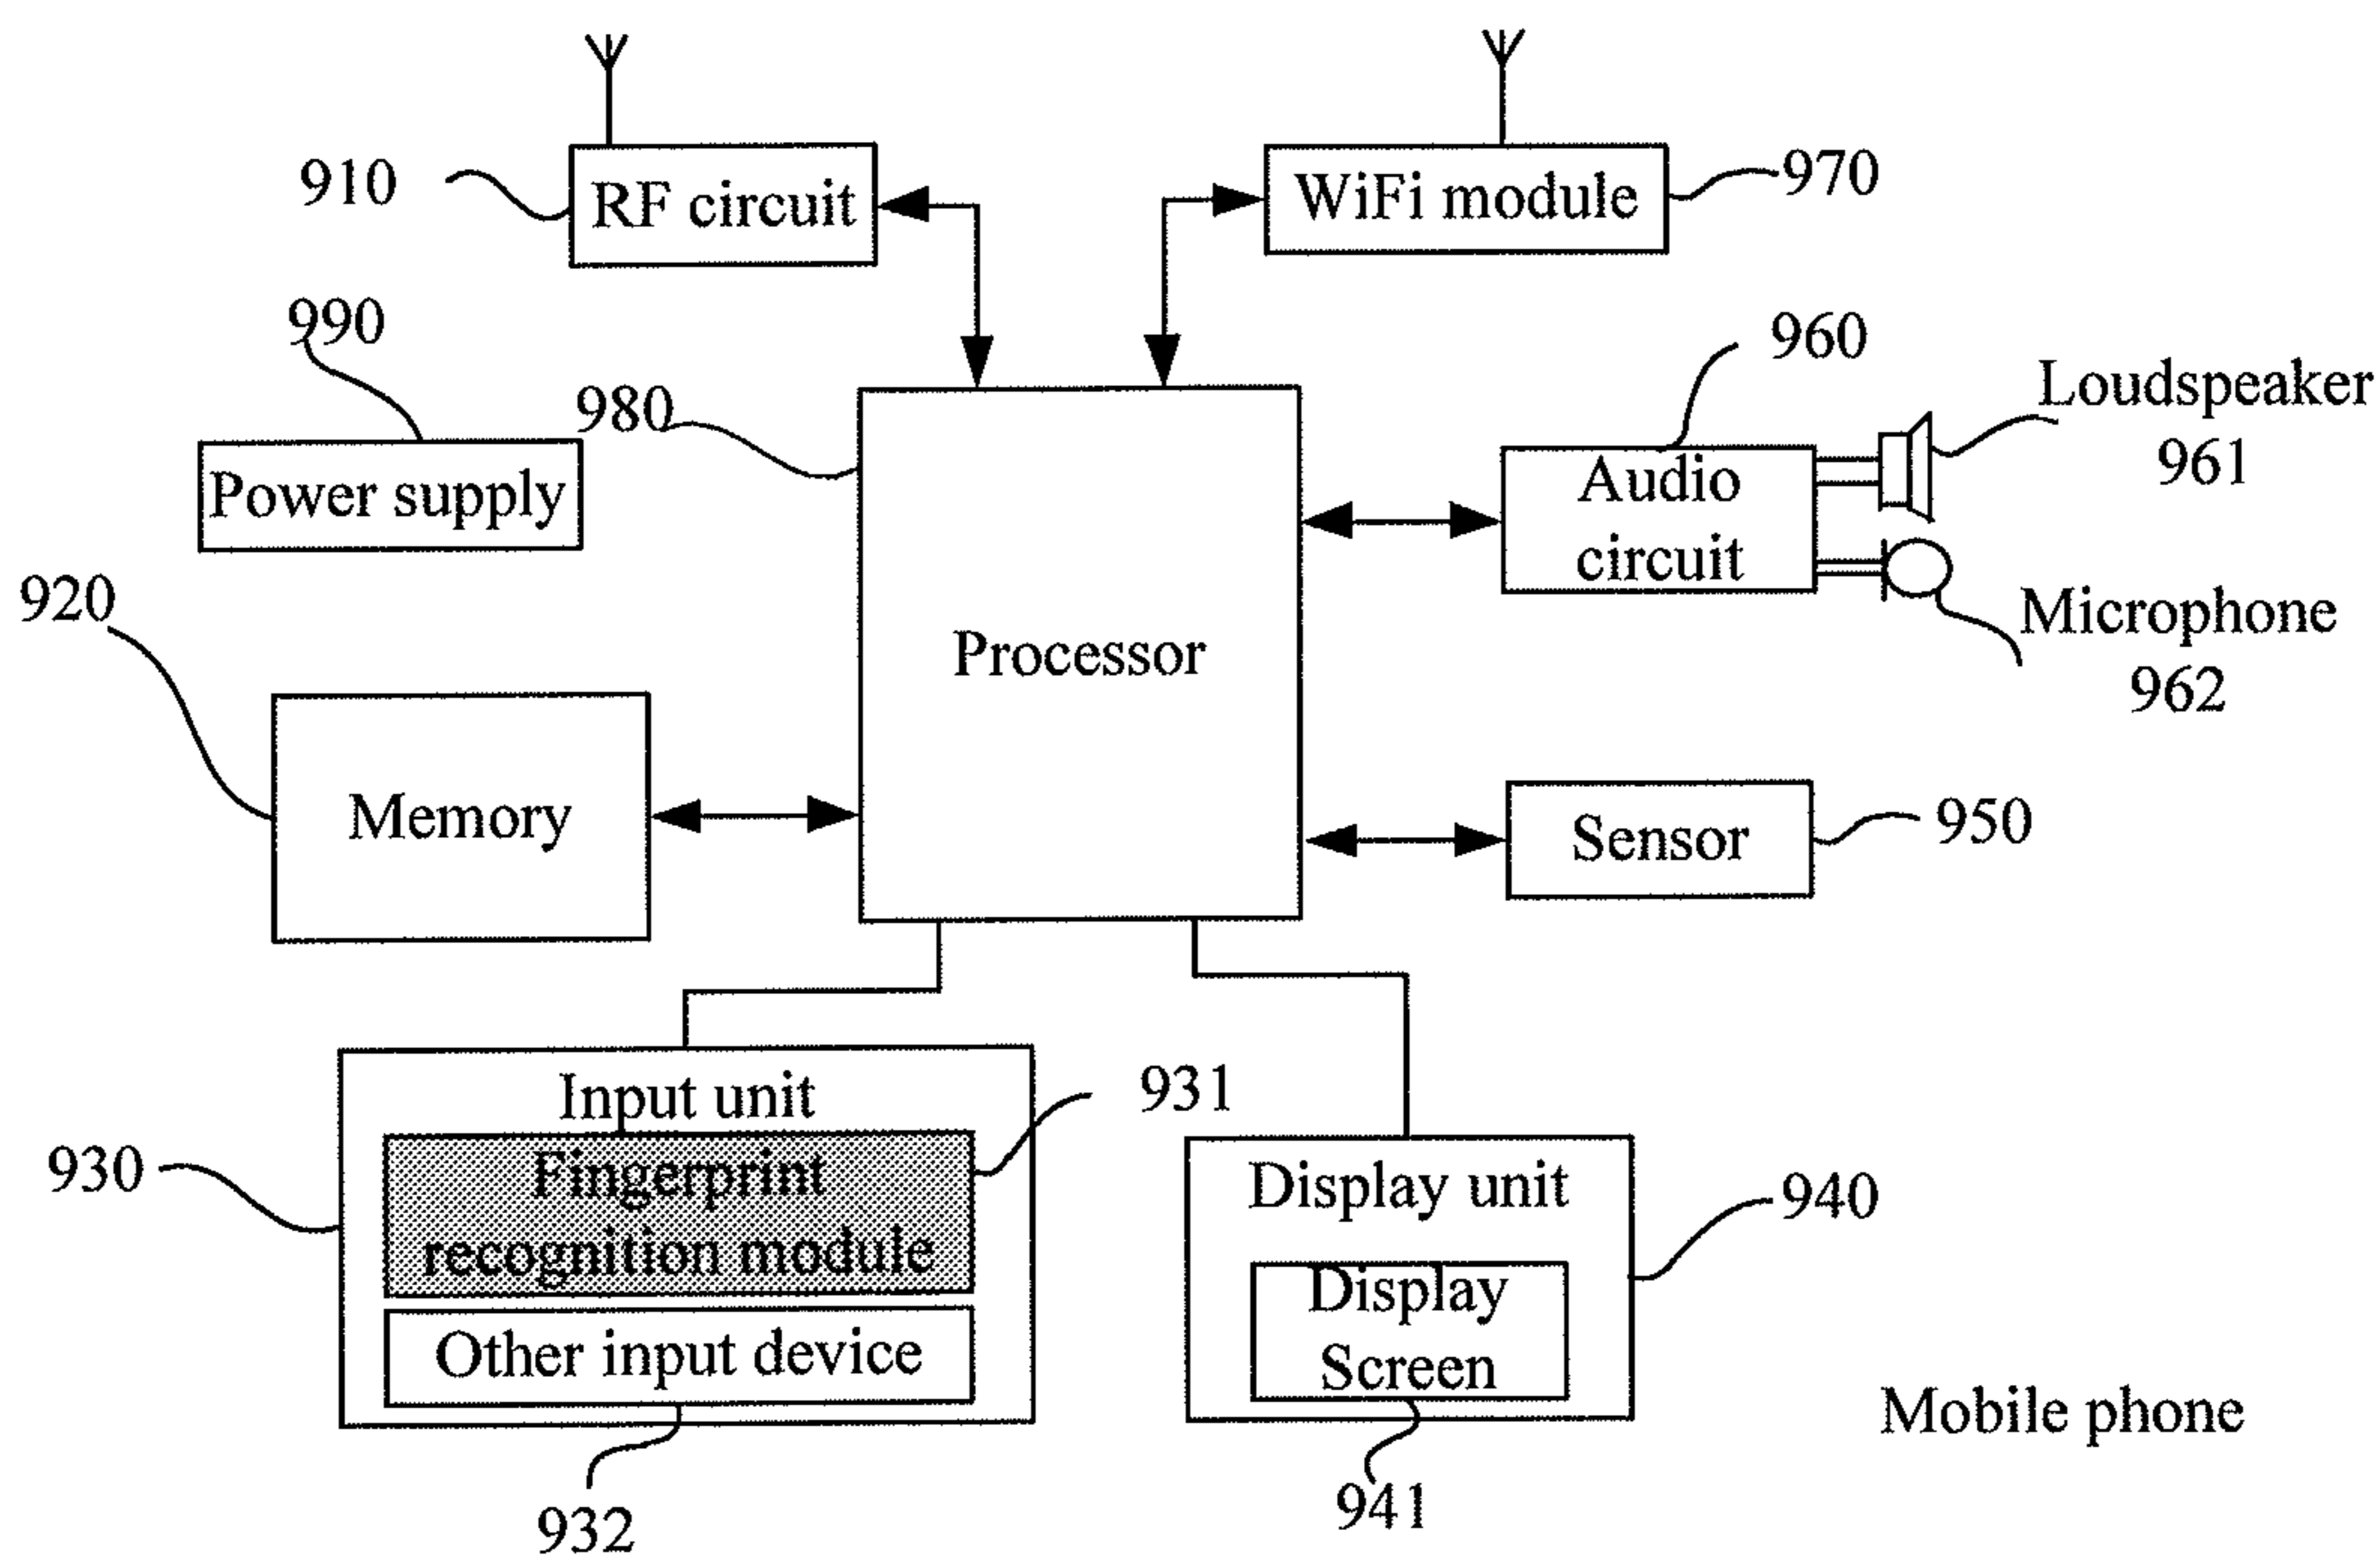 910
RF circuit
WiFi module
970
990
980
960
Loudspeaker
961
Power supply
Audio
circuit
920
Microphone
962
Processor
Memory
Sensor
950
Input unit
931
930
Fingerprint
recognition module
Display unit
940
Other input device
Display
Screen
Mobile phone
932
941